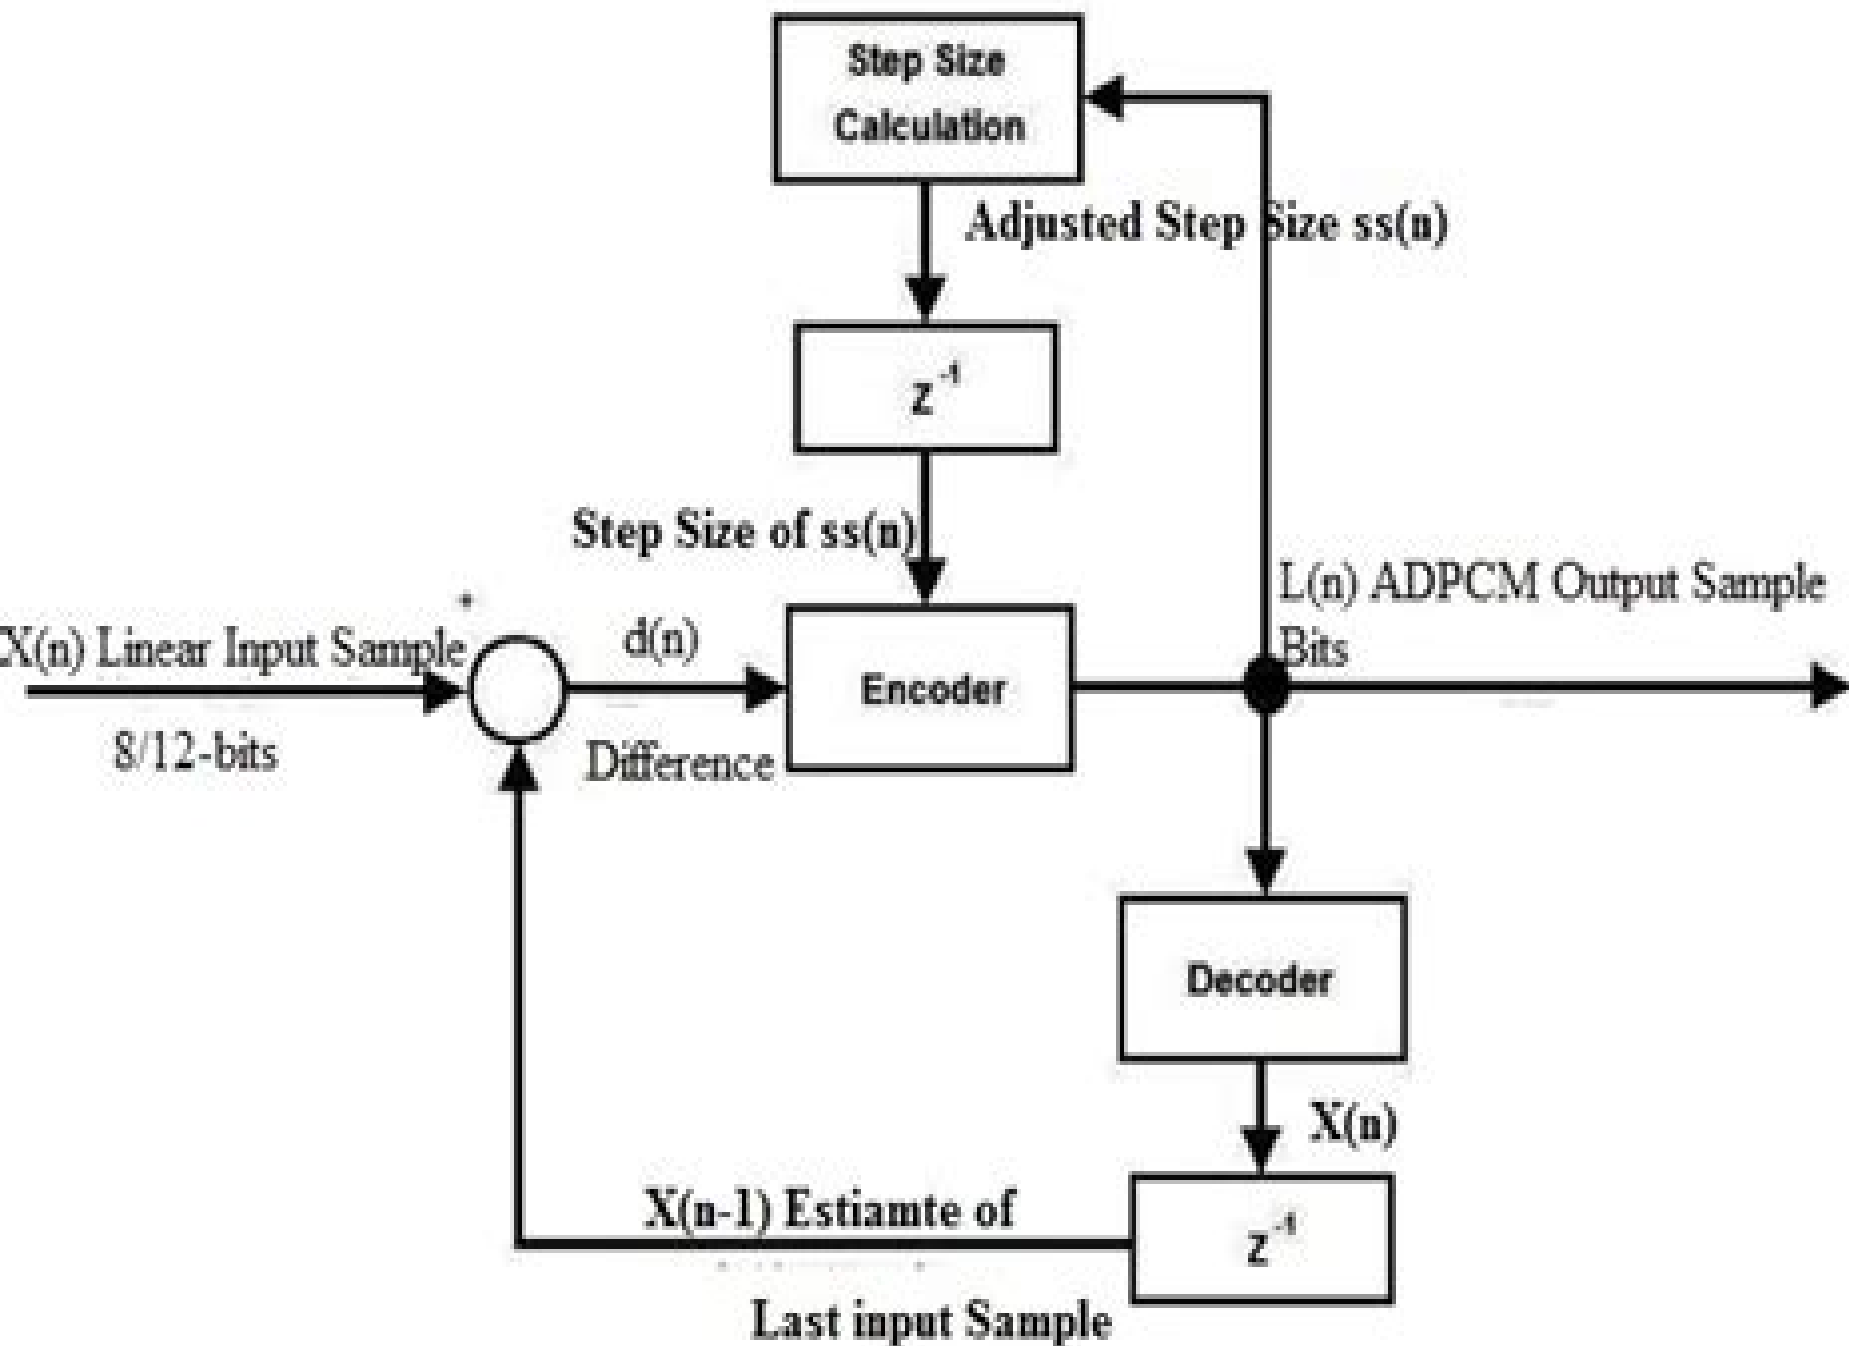 Step Size
Calculation
Adjusted Step Size ss(n)
Z⁻¹
Step Size of ss(n)
L(n) ADPCM Output Sample
Bits
+
X(n) Linear Input Sample
d(n)
Encoder
8/12-bits
Difference
Decoder
X(n)
X(n-1) Estiamte of
Z⁻¹
Last input Sample